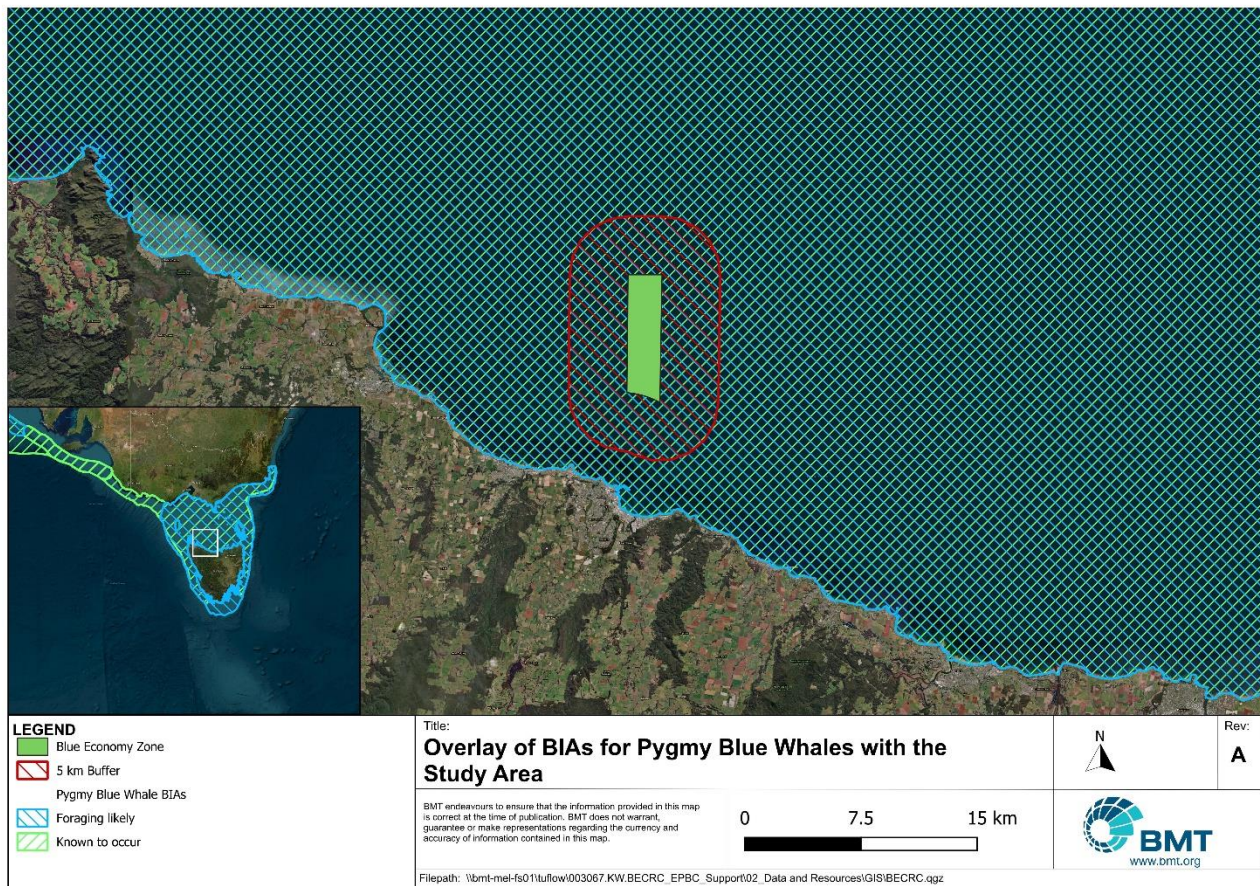 LEGEND
Blue Economy Zone
5 km Buffer
Pygmy Blue Whale BIAs
Foraging likely
Known to occur
Title:
Overlay of BIAs for Pygmy Blue Whales with the
Study Area
BMT endeavours to ensure that the information provided in this map
is correct at the time of publication. BMT does not warrant,
guarantee or make representations regarding the currency and
accuracy of information contained in this map.
0 7.5 15 km
N
Rev:
A
BMT
www.bmt.org
Filepath: \\bmt-mel-fs01\tuflow\003067.KW.BECRC_EPBC_Support\02_Data and Resources\GIS\BECRC.qgz